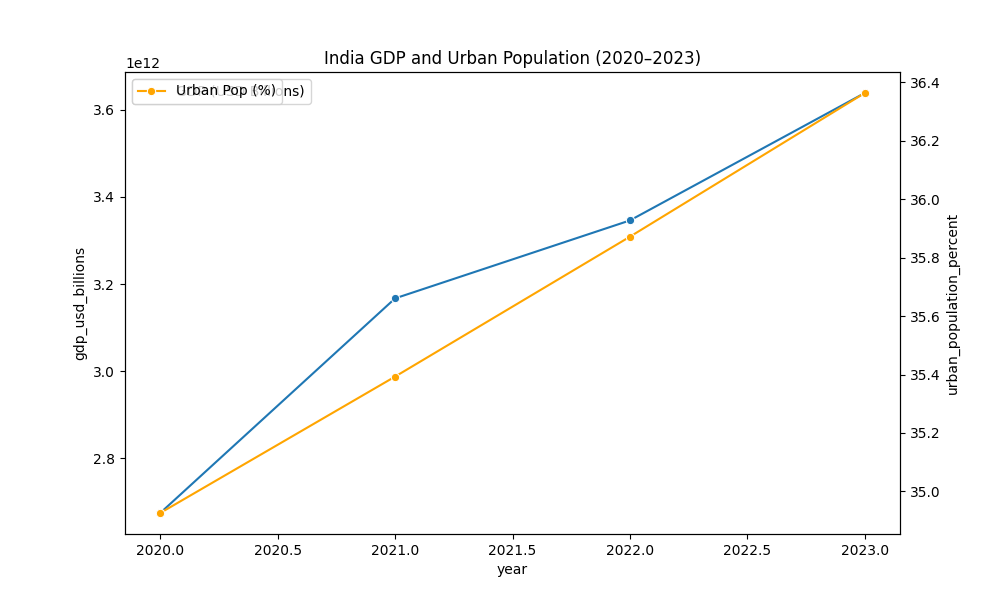 India GDP and Urban Population (2020–2023)
1e12
Urban Pop (%)
ns)
3.6
3.4
3.2
3.0
2.8
gdp_usd_billions
36.4
36.2
36.0
35.8
35.6
35.4
35.2
35.0
urban_population_percent
2020.0 2020.5 2021.0 2021.5 2022.0 2022.5 2023.0
year